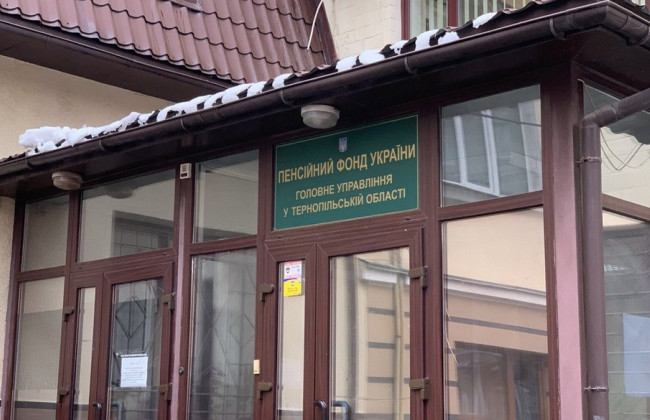 ПЕНСІЙНИЙ ФОНД УКРАЇНИ
ГОЛОВНЕ УПРАВЛІННЯ
У ТЕРНОПІЛЬСЬКІЙ ОБЛАСТІ